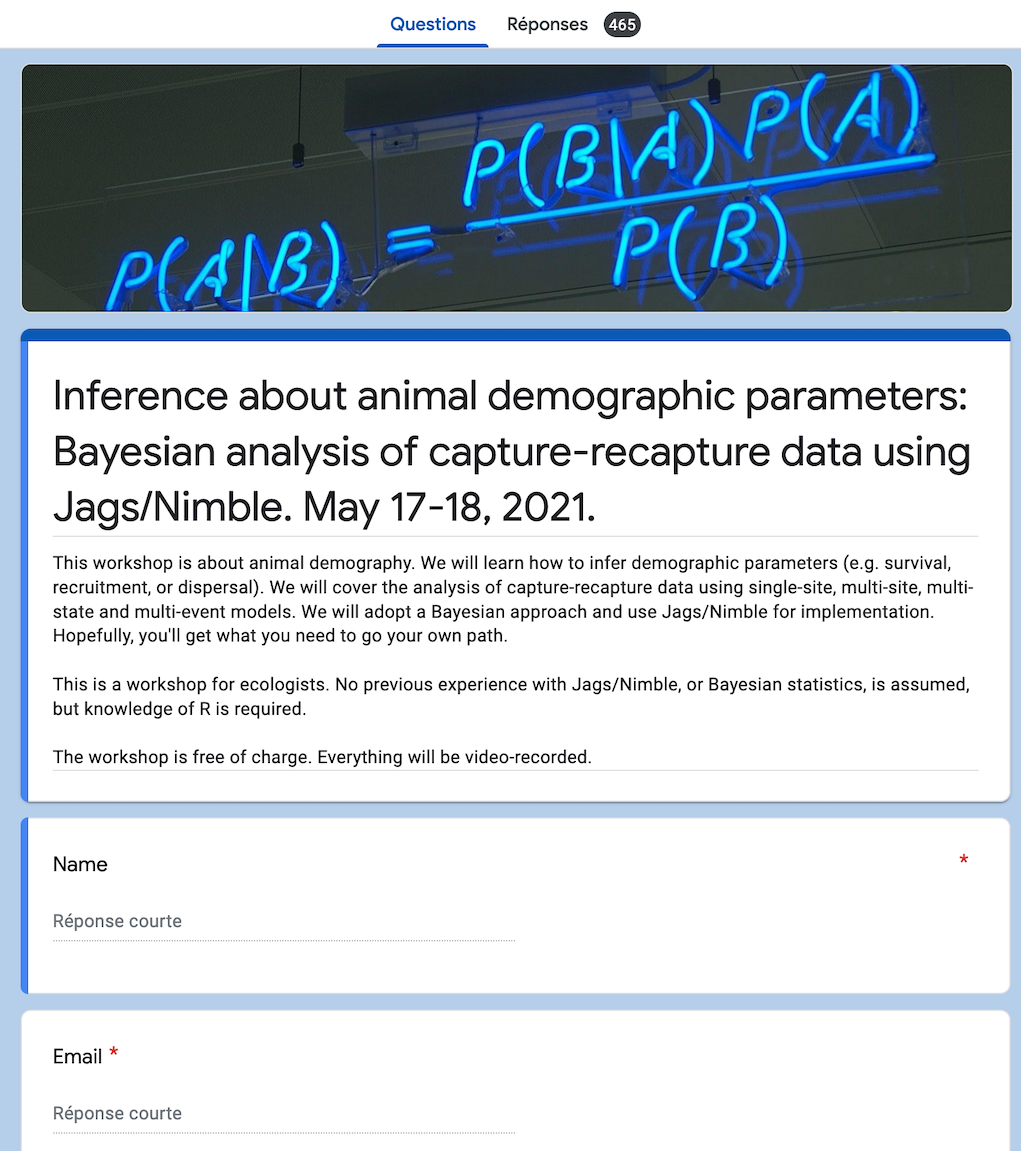 Questions Réponses 465
P(B|A) P(A)
P(A|B) =
P(B)
Inference about animal demographic parameters:
Bayesian analysis of capture-recapture data using
Jags/Nimble. May 17-18, 2021.
This workshop is about animal demography. We will learn how to infer demographic parameters (e.g. survival,
recruitment, or dispersal). We will cover the analysis of capture-recapture data using single-site, multi-site, multi-
state and multi-event models. We will adopt a Bayesian approach and use Jags/Nimble for implementation.
Hopefully, you'll get what you need to go your own path.
This is a workshop for ecologists. No previous experience with Jags/Nimble, or Bayesian statistics, is assumed,
but knowledge of R is required.
The workshop is free of charge. Everything will be video-recorded.
Name *
Réponse courte
Email *
Réponse courte